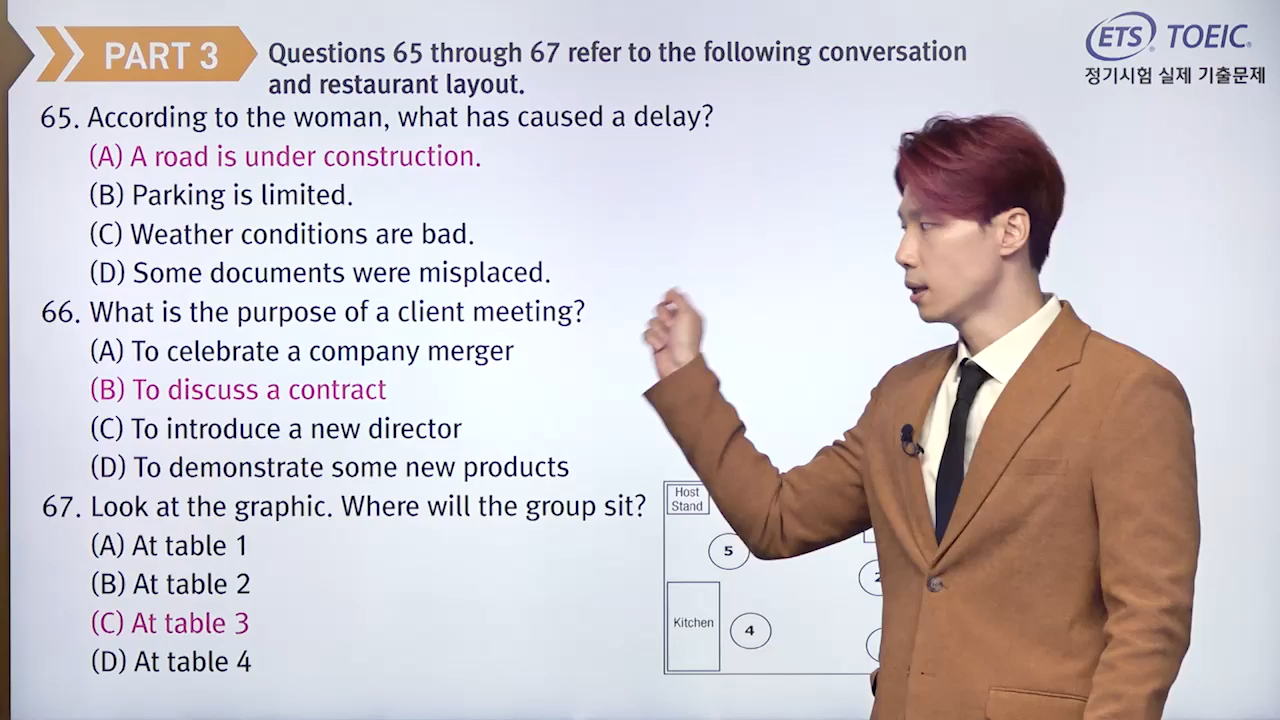 PART 3
Questions 65 through 67 refer to the following conversation
and restaurant layout.
ETS TOEIC
정기시험 실제 기출문제
65. According to the woman, what has caused a delay?
(A) A road is under construction.
(B) Parking is limited.
(C) Weather conditions are bad.
(D) Some documents were misplaced.
66. What is the purpose of a client meeting?
(A) To celebrate a company merger
(B) To discuss a contract
(C) To introduce a new director
(D) To demonstrate some new products
67. Look at the graphic. Where will the group sit?
(A) At table 1
(B) At table 2
(C) At table 3
(D) At table 4
Host
Stand
5
2
Kitchen
4